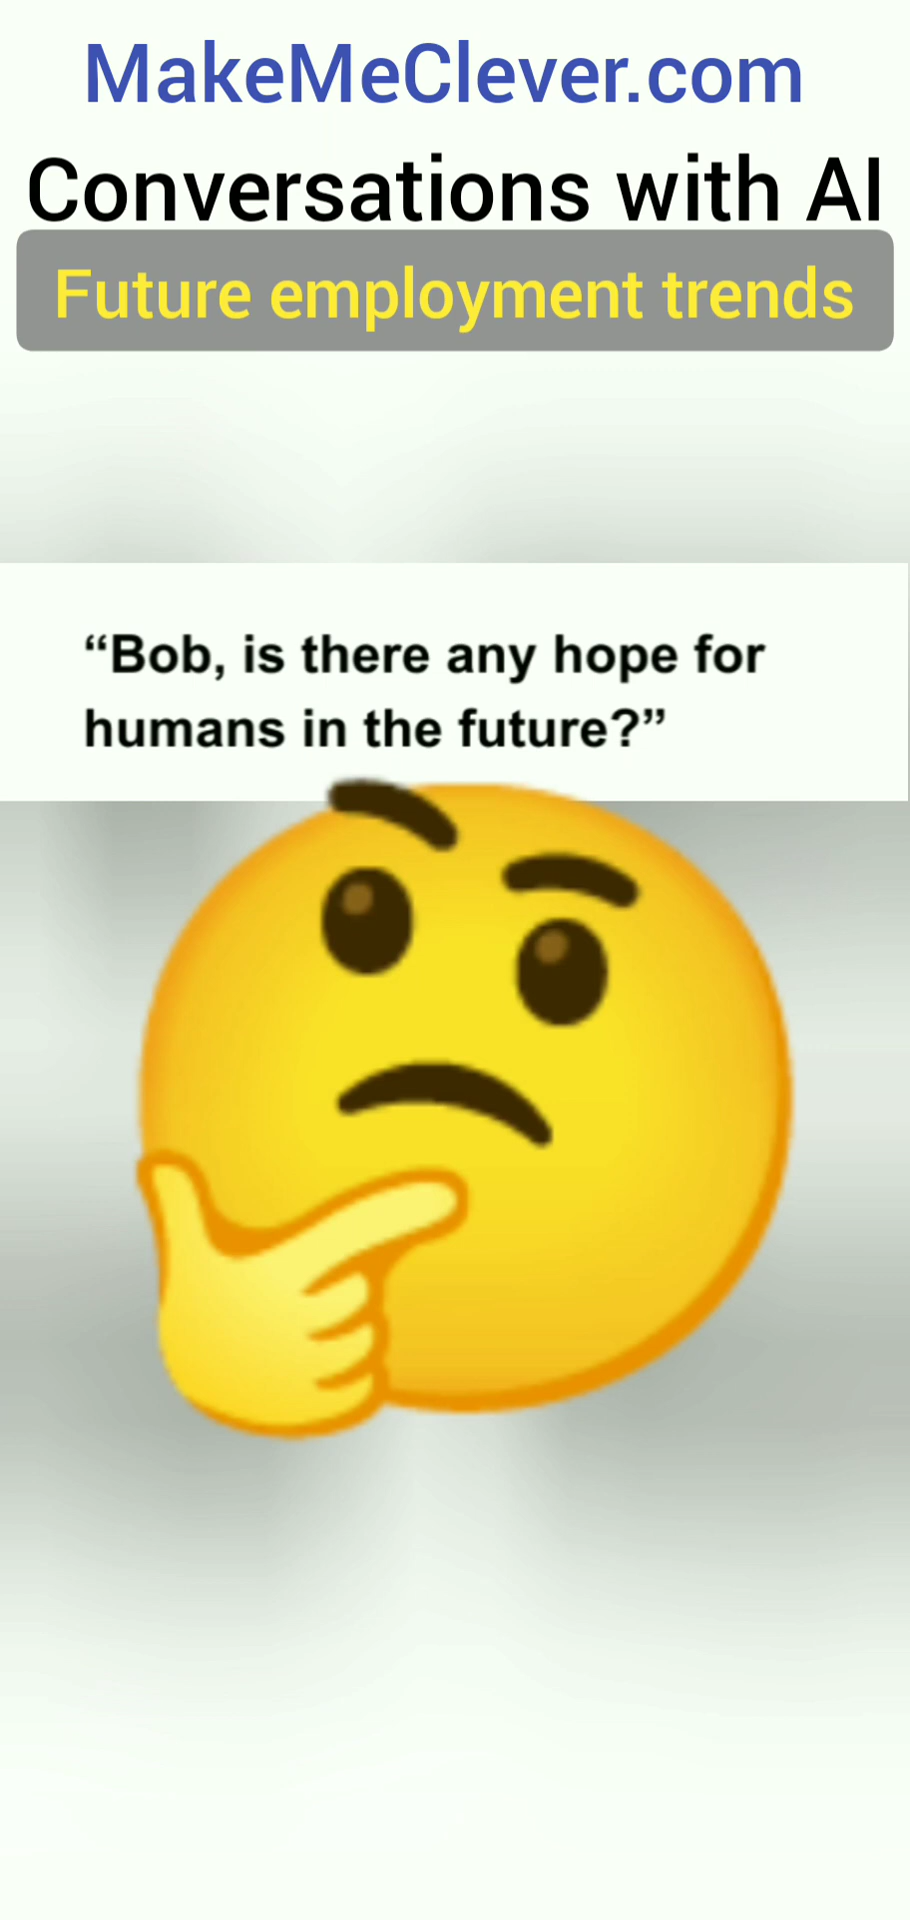 MakeMeClever.com
Conversations with AI
Future employment trends
“Bob, is there any hope for
humans in the future?”